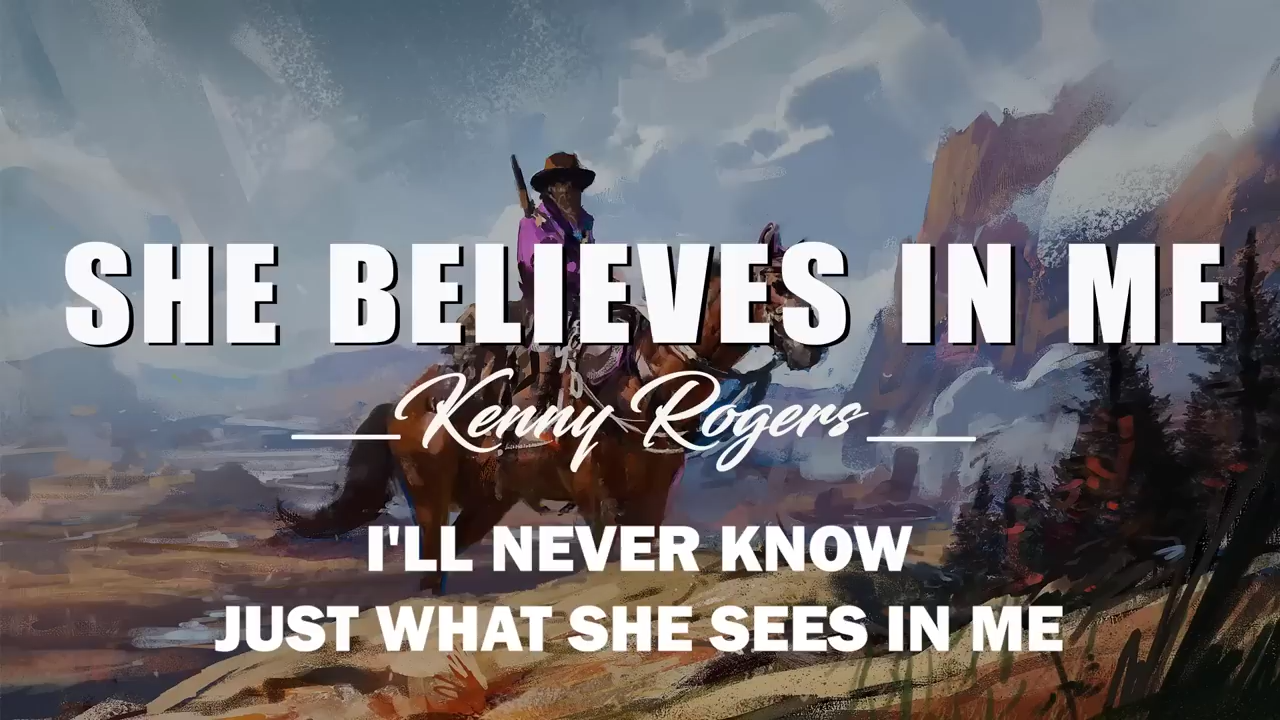 SHE BELIEVES IN ME
Kenny Rogers
I'LL NEVER KNOW
JUST WHAT SHE SEES IN ME